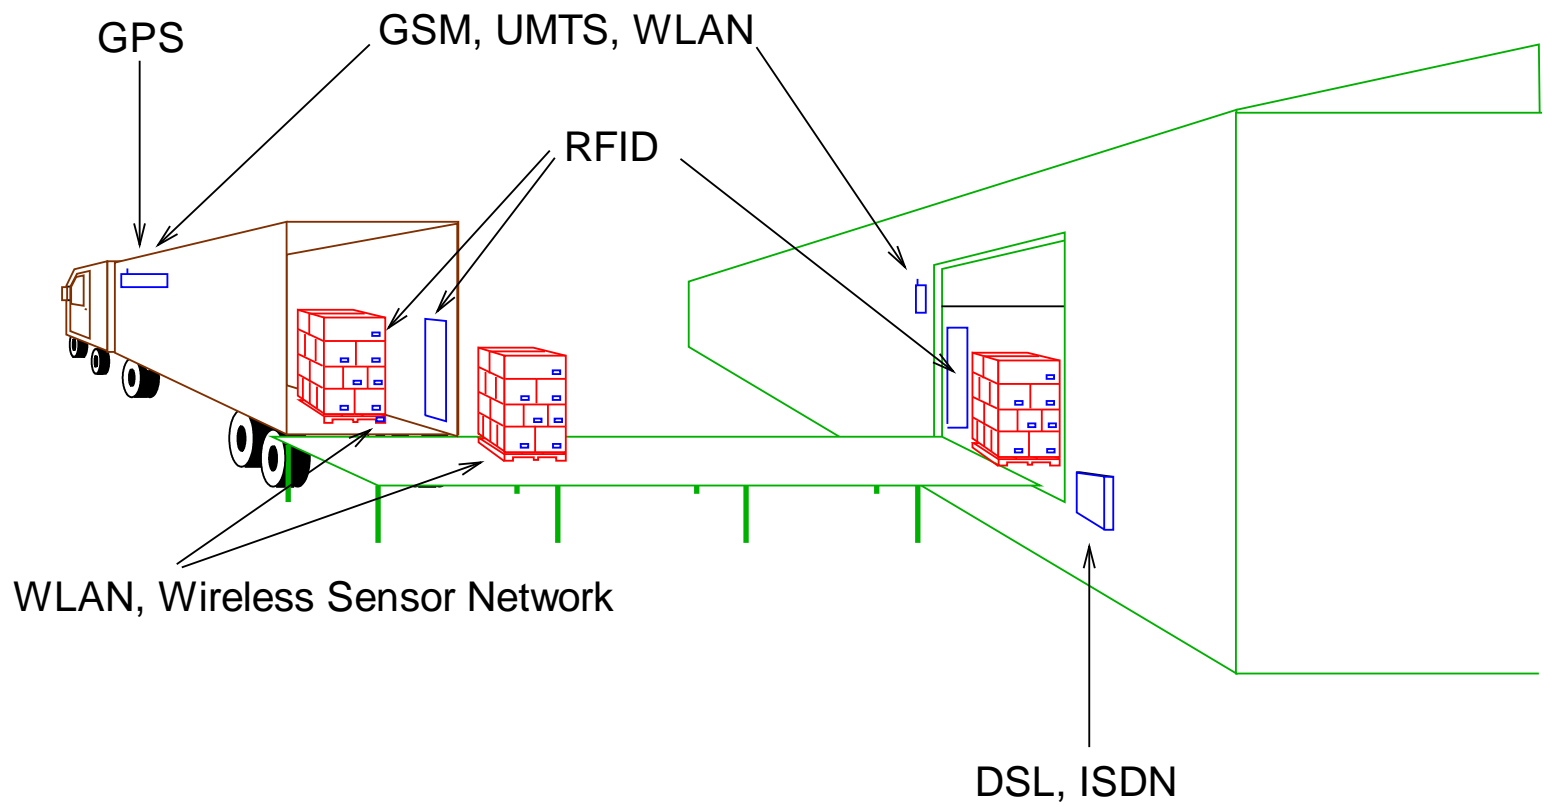 GPS
GSM, UMTS, WLAN
RFID
WLAN, Wireless Sensor Network
DSL, ISDN